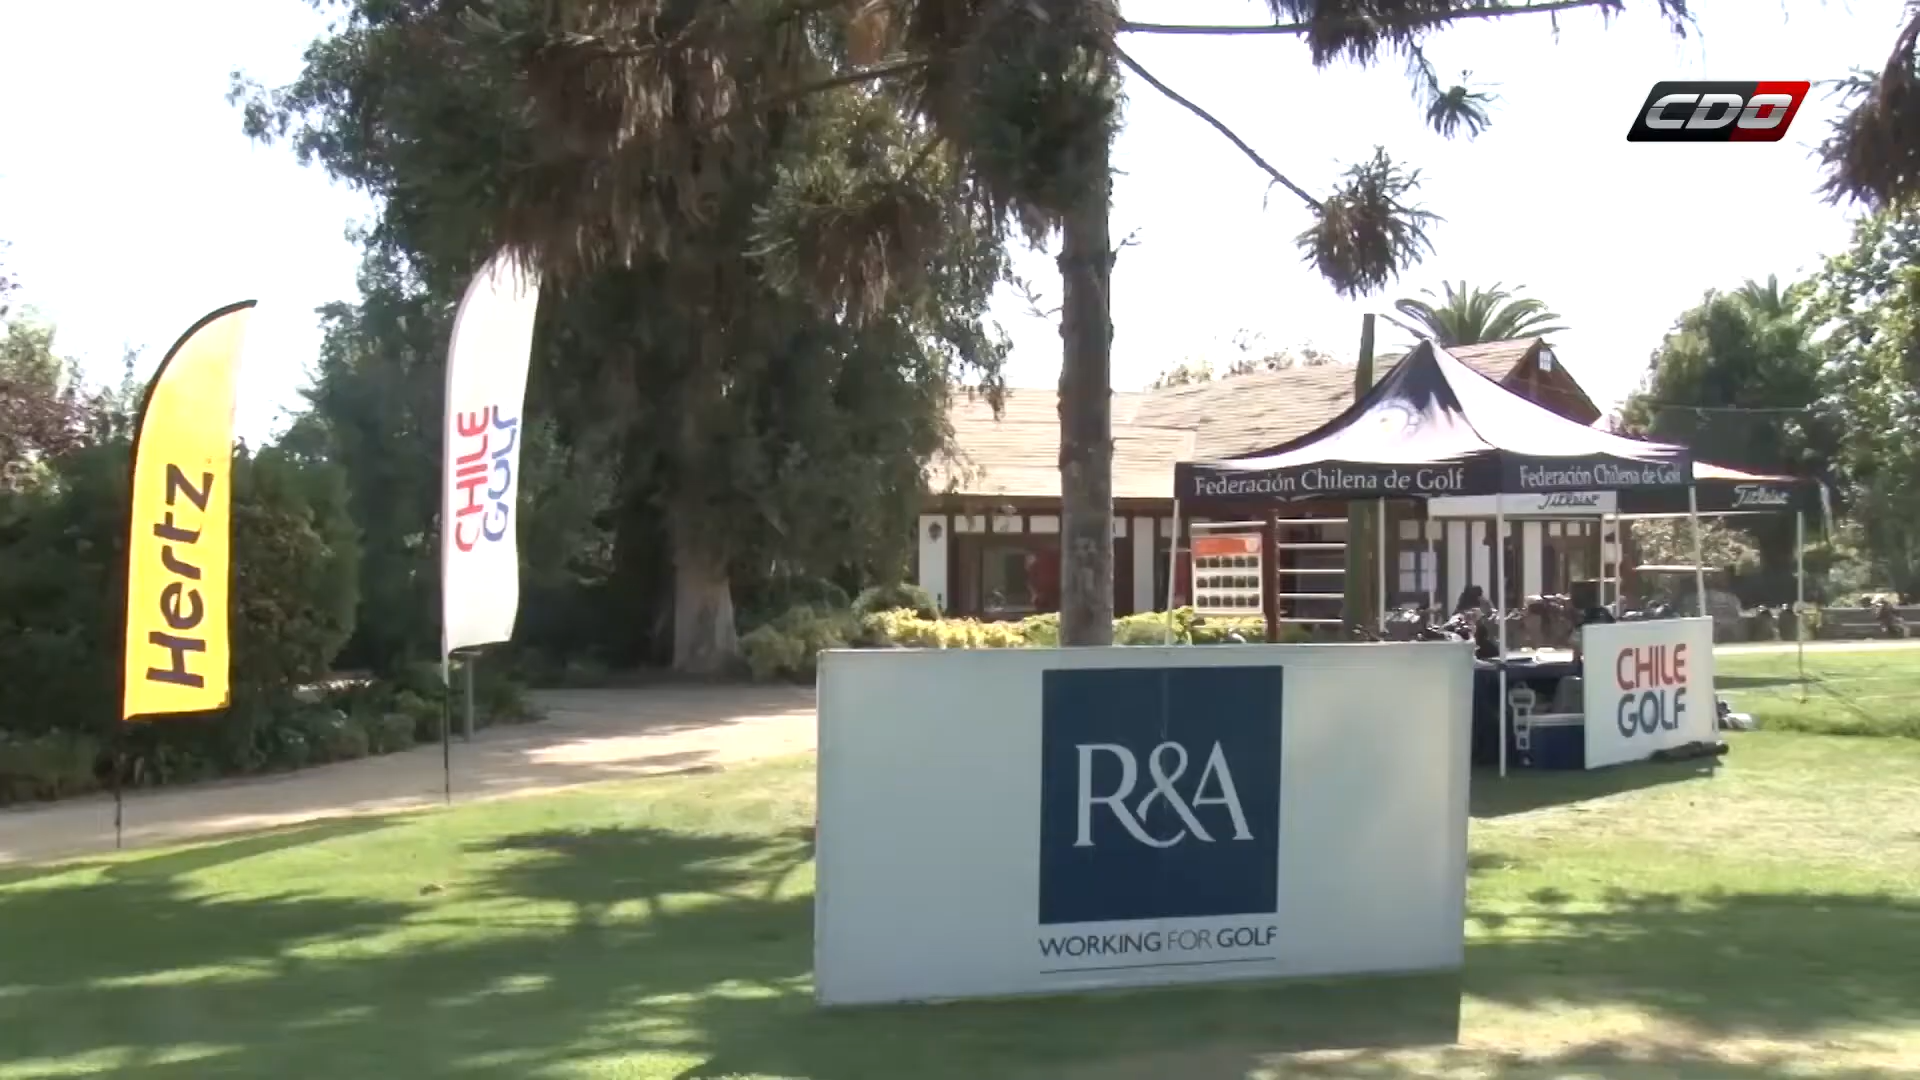 CDO
Hertz
CHILE
GOLF
Federación Chilena de Golf
Federación Chilena de Golf
Titleist
Titleist
R&A
WORKING FOR GOLF
CHILE
GOLF